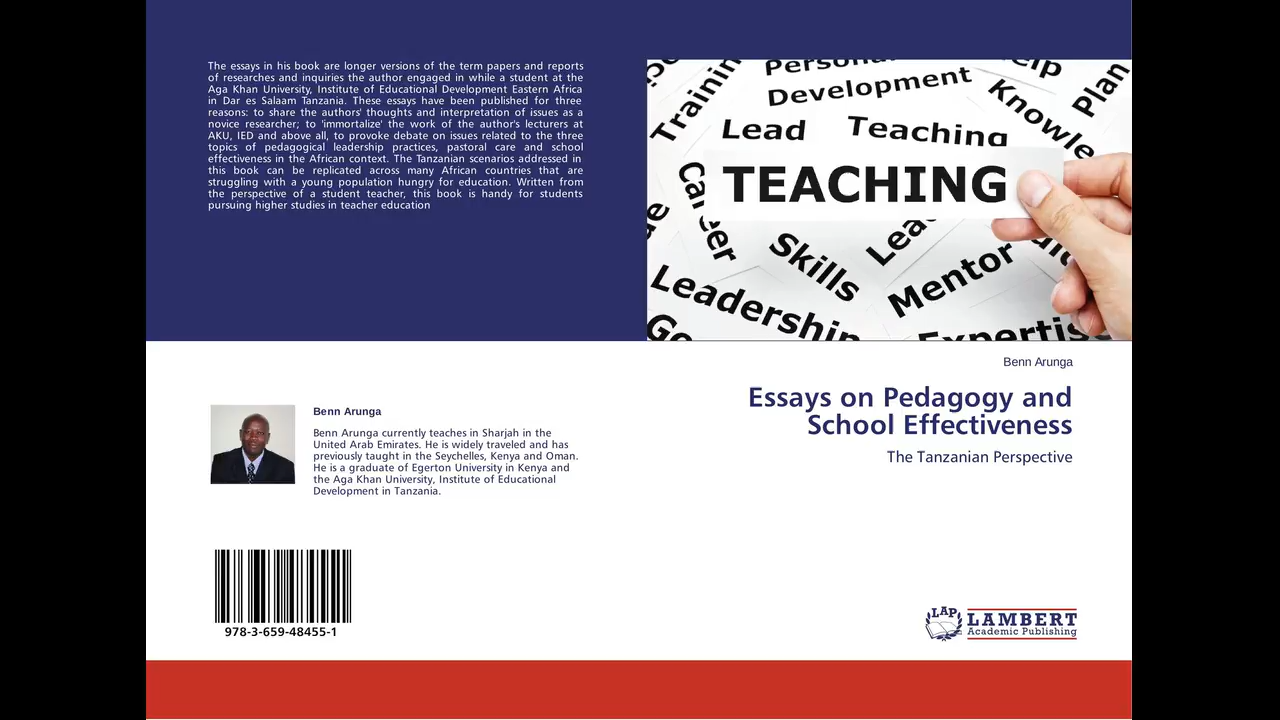 The essays in his book are longer versions of the term papers and reports
of researches and inquiries the author engaged in while a student at the
Aga Khan University, Institute of Educational Development Eastern Africa
in Dar es Salaam Tanzania. These essays have been published for three
reasons: to share the authors' thoughts and interpretation of issues as a
novice researcher; to 'immortalize' the work of the author's lecturers at
AKU, IED and above all, to provoke debate on issues related to the three
topics of pedagogical leadership practices, pastoral care and school
effectiveness in the African context. The Tanzanian scenarios addressed in
this book can be replicated across many African countries that are
struggling with a young population hungry for education. Written from
the perspective of a student teacher, this book is handy for students
pursuing higher studies in teacher education
Benn Arunga
Benn Arunga currently teaches in Sharjah in the
United Arab Emirates. He is widely traveled and has
previously taught in the Seychelles, Kenya and Oman.
He is a graduate of Egerton University in Kenya and
the Aga Khan University, Institute of Educational
Development in Tanzania.
978-3-659-48455-1
Development
Lead
Teaching
TEACHING
Skills
Mentor
Plan
Benn Arunga
Essays on Pedagogy and
School Effectiveness
The Tanzanian Perspective
LAP
LAMBERT
Academic Publishing